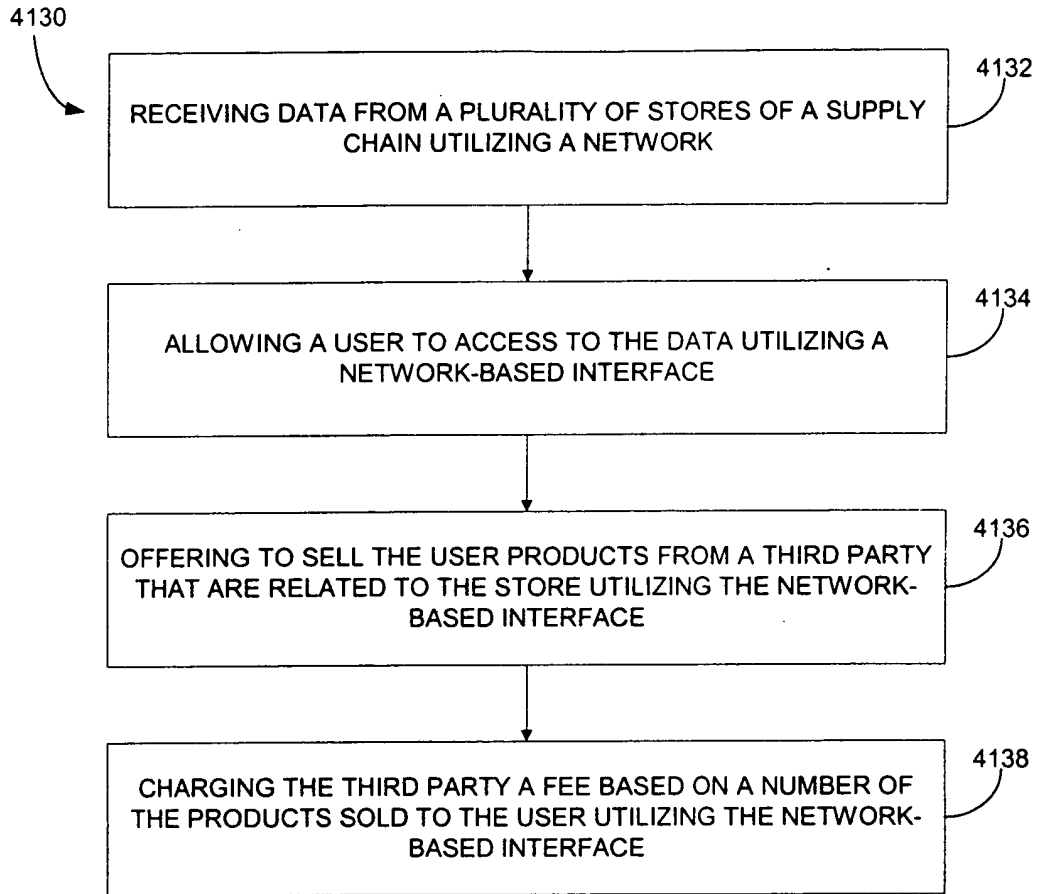 4130
4132
RECEIVING DATA FROM A PLURALITY OF STORES OF A SUPPLY
CHAIN UTILIZING A NETWORK
4134
ALLOWING A USER TO ACCESS TO THE DATA UTILIZING A
NETWORK-BASED INTERFACE
4136
OFFERING TO SELL THE USER PRODUCTS FROM A THIRD PARTY
THAT ARE RELATED TO THE STORE UTILIZING THE NETWORK-
BASED INTERFACE
4138
CHARGING THE THIRD PARTY A FEE BASED ON A NUMBER OF
THE PRODUCTS SOLD TO THE USER UTILIZING THE NETWORK-
BASED INTERFACE